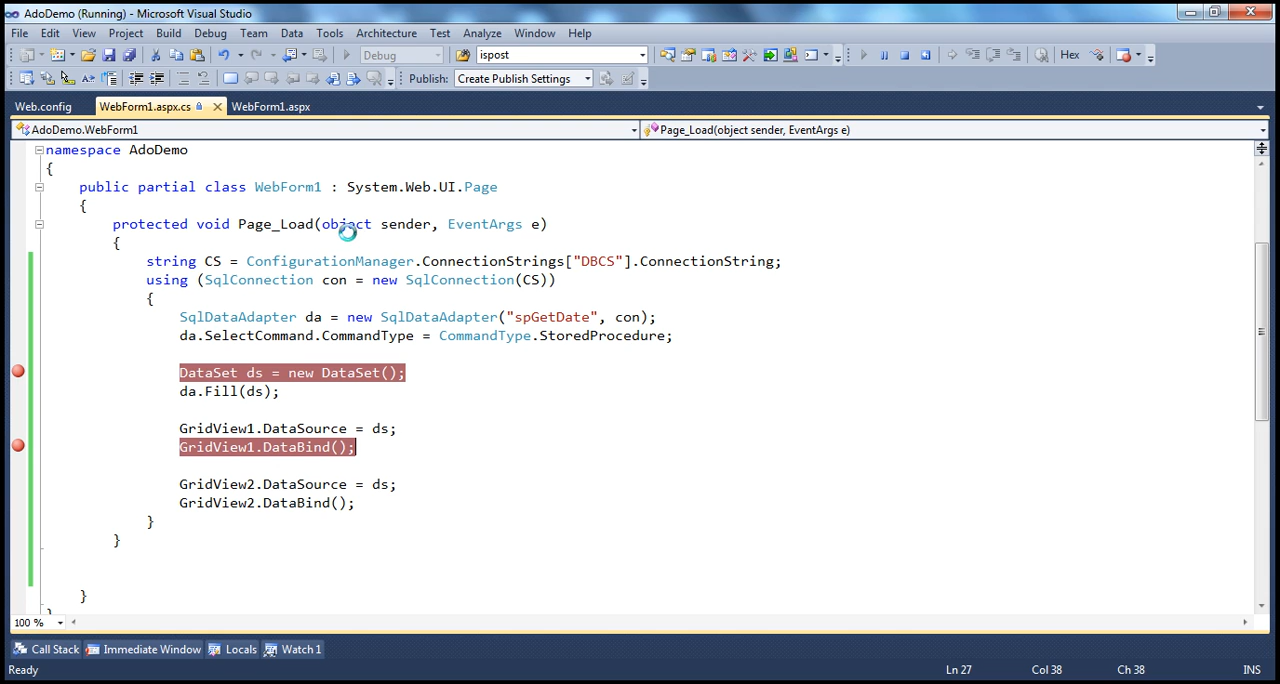 AdoDemo (Running) - Microsoft Visual Studio
File Edit View Project Build Debug Team Data Tools Architecture Test Analyze Window Help
Debug ispost Hex
Publish: Create Publish Settings
Web.config WebForm1.aspx.cs WebForm1.aspx
AdoDemo.WebForm1 Page_Load(object sender, EventArgs e)
namespace AdoDemo
{
public partial class WebForm1 : System.Web.UI.Page
{
protected void Page_Load(object sender, EventArgs e)
{
string CS = ConfigurationManager.ConnectionStrings["DBCS"].ConnectionString;
using (SqlConnection con = new SqlConnection(CS))
{
SqlDataAdapter da = new SqlDataAdapter("spGetDate", con);
da.SelectCommand.CommandType = CommandType.StoredProcedure;
DataSet ds = new DataSet();
da.Fill(ds);
GridView1.DataSource = ds;
GridView1.DataBind();
GridView2.DataSource = ds;
GridView2.DataBind();
}
}
}
}
100 %
Call Stack Immediate Window Locals Watch 1
Ready Ln 27 Col 38 Ch 38 INS